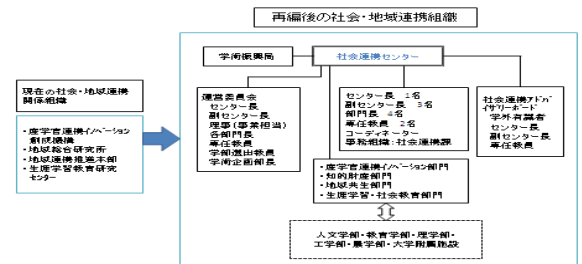 再編後の社会・地域連携組織
学術振興局
社会連携センター
現在の社会・地域連携
関係組織
・産学官連携イノベーション
創成機構
・地域総合研究所
・地域連携推進本部
・生涯学習教育研究
センター
運営委員会
センター長
副センター長
理事(事業担当)
各部門長
専任教員
学部選出教員
学術企画部長
センター長 1名
副センター長 3名
部門長 4名
専任教員 2名
コーディネーター
事務組織:社会連携課
社会連携アドバ
イザリーボード
学外有識者
センター長
副センター長
専任教員
・産学官連携イノベーション部門
・知的財産部門
・地域共生部門
・生涯学習・社会教育部門
人文学部・教育学部・理学部・
工学部・農学部・大学附属施設